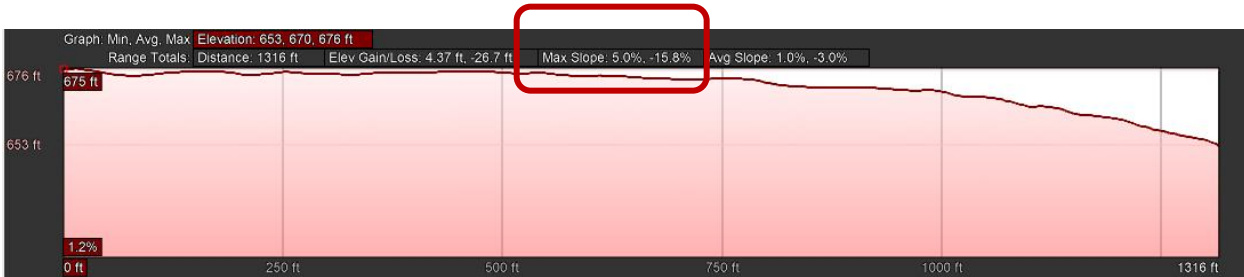 Graph: Min, Avg, Max Elevation: 653, 670, 676 ft
Range Totals: Distance: 1316 ft Elev Gain/Loss: 4.37 ft, -26.7 ft Max Slope: 5.0%, -15.8% Avg Slope: 1.0%, -3.0%
676 ft
675 ft
653 ft
1.2%
0 ft 250 ft 500 ft 750 ft 1000 ft 1316 ft